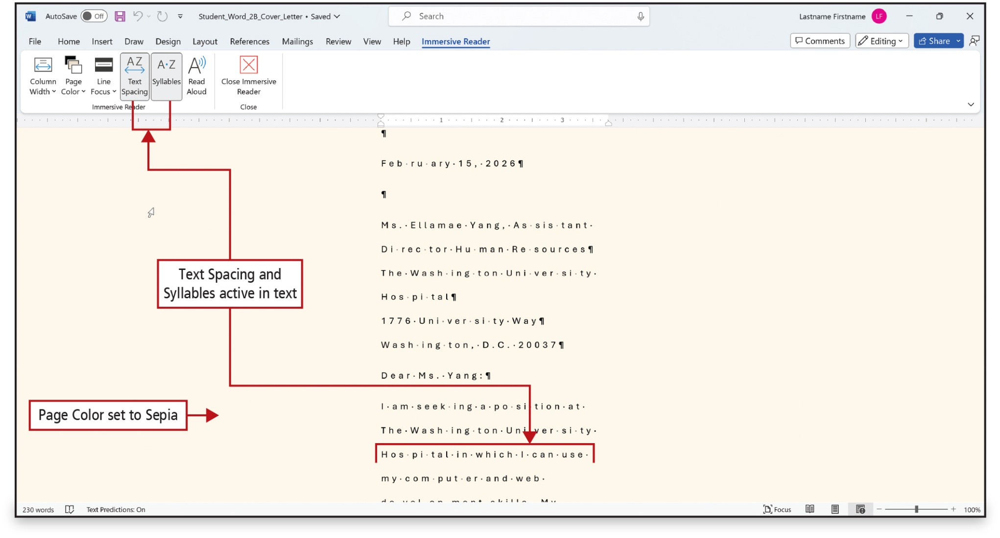 AutoSave Off Student_Word_2B_Cover_Letter • Saved Search Lastname Firstname LF
File Home Insert Draw Design Layout References Mailings Review View Help Immersive Reader Comments Editing Share
Column Width
Page Color
Line Focus
AZ Text Spacing
A·Z Syllables
A Read Aloud
Close Immersive Reader
Immersive Reader
Close
1 2 3
¶
Feb·ru·ary·15,·2026¶
¶
Ms.·Ellamae·Yang,·As·sis·tant·
Di·rec·tor·Hu·man·Re·sources¶
The·Wash·ing·ton·Uni·ver·si·ty·
Hos·pi·tal¶
1776·Uni·ver·si·ty·Way¶
Wash·ing·ton,·D.C.·20037¶
Dear·Ms.·Yang:¶
I·am·seek·ing·a·po·si·tion·at·
The·Wash·ing·ton·Uni·ver·si·ty·
Hos·pi·tal·in·which·I·can·use·
my·com·put·er·and·web·
Text Spacing and
Syllables active in text
Page Color set to Sepia
230 words Text Predictions: On Focus 100%